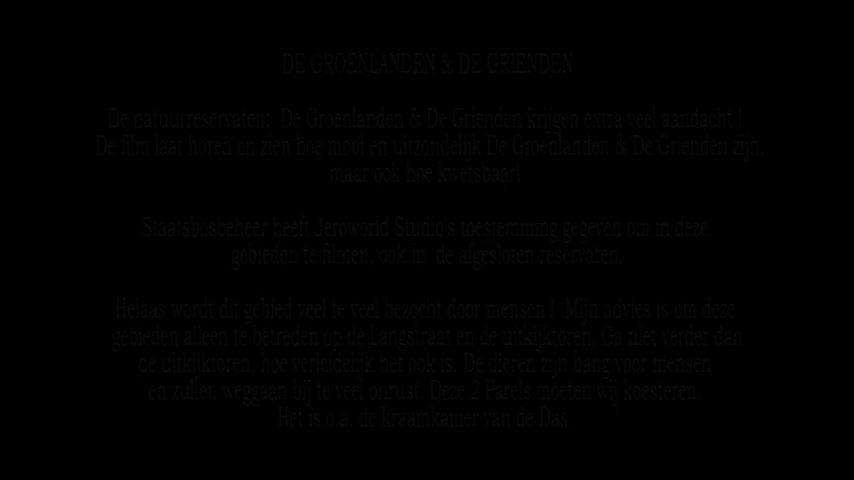 DE GROENLANDEN & DE GRIENDEN
De natuurreservaten:  De Groenlanden & De Grienden krijgen extra veel aandacht !
De film laat horen en zien hoe mooi en uitzondelijk De Groenlanden & De Grienden zijn,
maar ook hoe kwetsbaar!
Staatsbosbeheer heeft Jeroworld Studio's toestemming gegeven om in deze
gebieden te filmen, ook in  de afgesloten reservaten.
Helaas wordt dit gebied veel te veel bezocht door mensen !  Mijn advies is om deze
gebieden alleen te betreden op de Langstraat en de uitkijktoren. Ga niet verder dan
de uitkijktoren, hoe verleidelijk het ook is. De dieren zijn bang voor mensen
en zullen weggaan bij te veel onrust. Deze 2 Parels moeten wij koesteren.
Het is o.a. de kraamkamer van de Das.